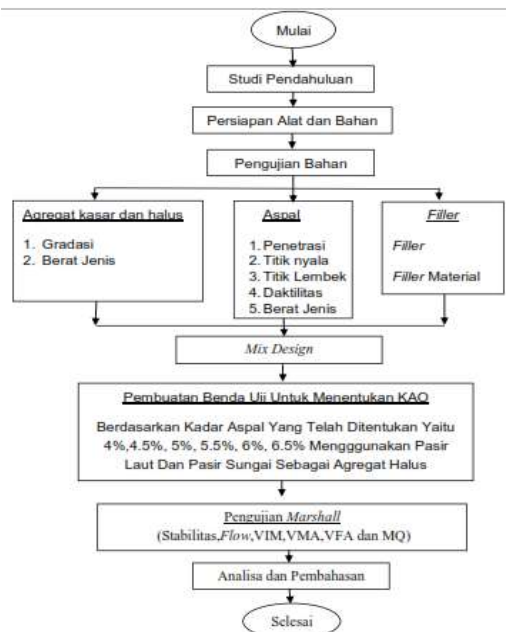 Mulai
Studi Pendahuluan
Persiapan Alat dan Bahan
Pengujian Bahan
Agregat kasar dan halus
1. Gradasi
2. Berat Jenis
Aspal
1. Penetrasi
2. Titik nyala
3. Titik Lembek
4. Daktilitas
5. Berat Jenis
Filler
Filler
Filler Material
Mix Design
Pembuatan Benda Uji Untuk Menentukan KAO
Berdasarkan Kadar Aspal Yang Telah Ditentukan Yaitu
4%,4.5%, 5%, 5.5%, 6%, 6.5% Mengggunakan Pasir
Laut Dan Pasir Sungai Sebagai Agregat Halus
Pengujian Marshall
(Stabilitas,Flow,VIM,VMA,VFA dan MQ)
Analisa dan Pembahasan
Selesai